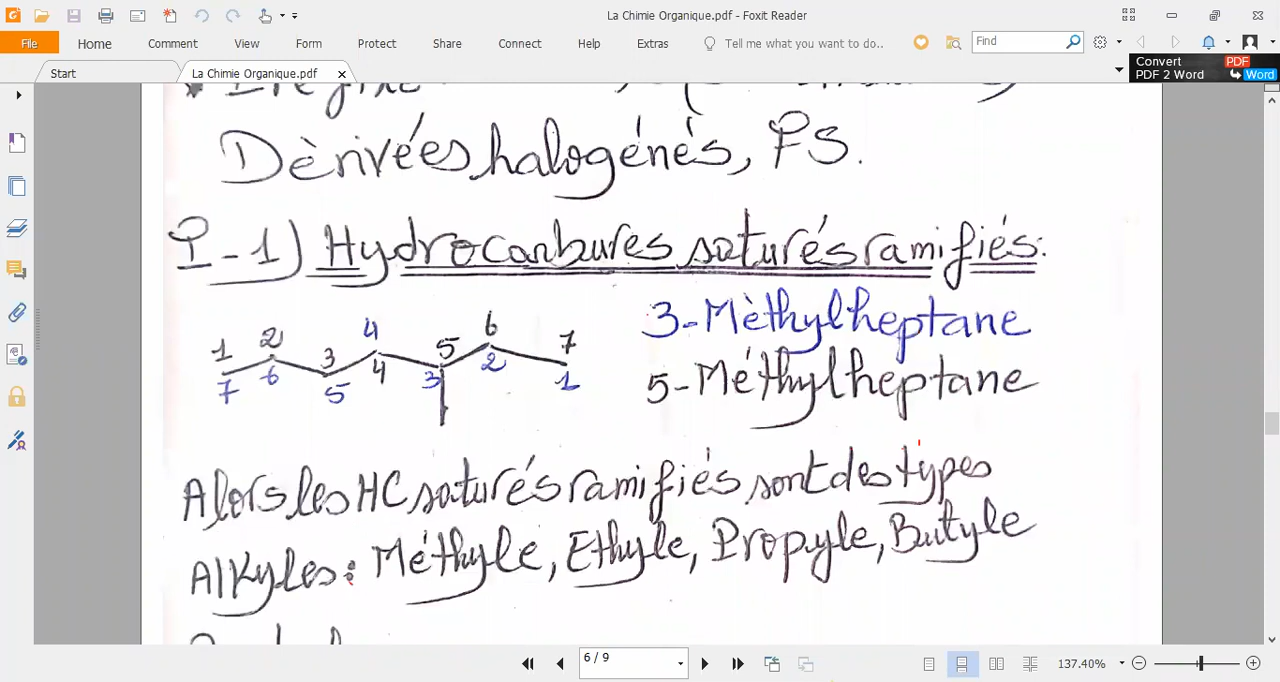 La Chimie Organique.pdf - Foxit Reader
File Home Comment View Form Protect Share Connect Help Extras Tell me what you want to do.. Find
Start La Chimie Organique.pdf
Convert PDF
PDF 2 Word Word
Dèrivées halogénés, FS.
I-1) Hydrocarbures saturés ramifiés:
1 2 3 4 5 6 7
7 6 5 4 3 2 1
3-Mèthylheptane
5-Méthylheptane
Alors les HC saturés ramifiés sont des types
Alkyles: Méthyle, Ethyle, Propyle, Butyle
6 / 9 137.40%